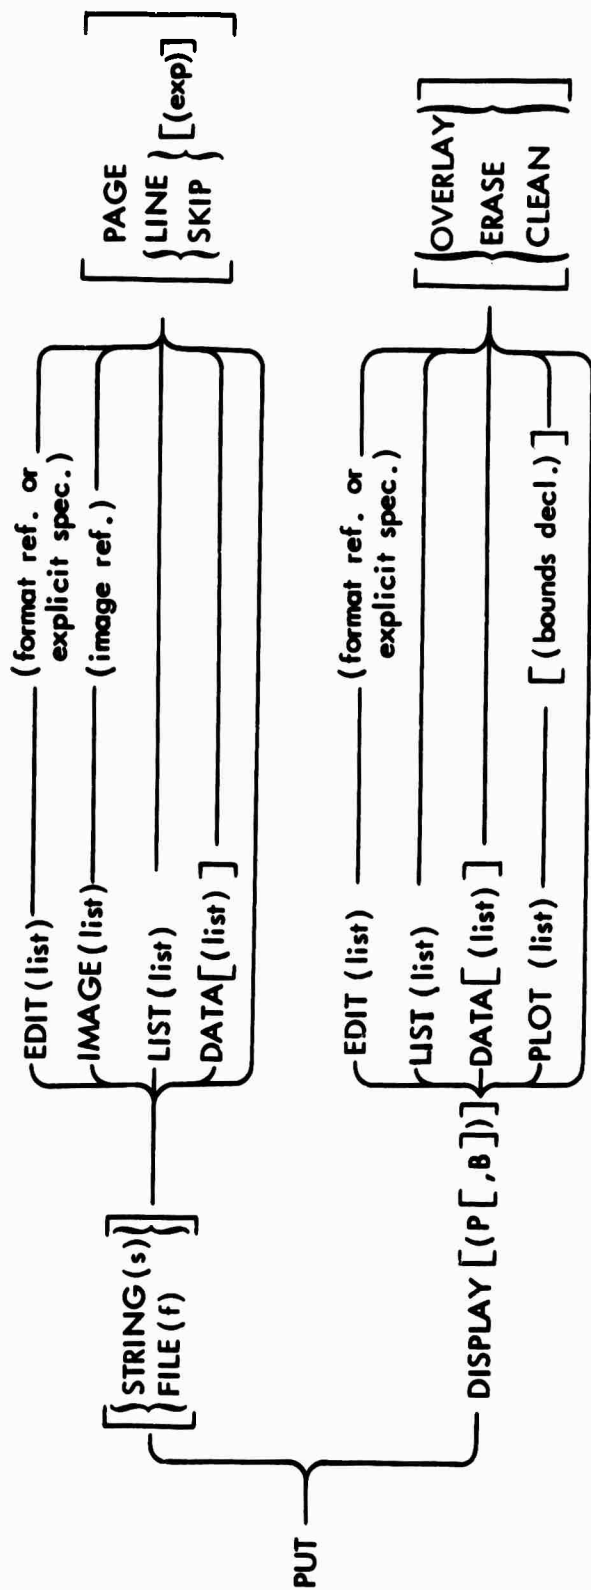 PUT
[{STRING(s)}]
[{FILE(f)}]
EDIT(list) (format ref. or
explicit spec.)
IMAGE(list) (image ref.)
LIST(list)
DATA[(list)]
[PAGE
{LINE
SKIP} [(exp)]]
DISPLAY [(P[,B])]
EDIT (list) (format ref. or
explicit spec.)
LIST (list)
DATA[(list)]
PLOT (list) [(bounds decl.)]
[{OVERLAY
ERASE
CLEAN}]